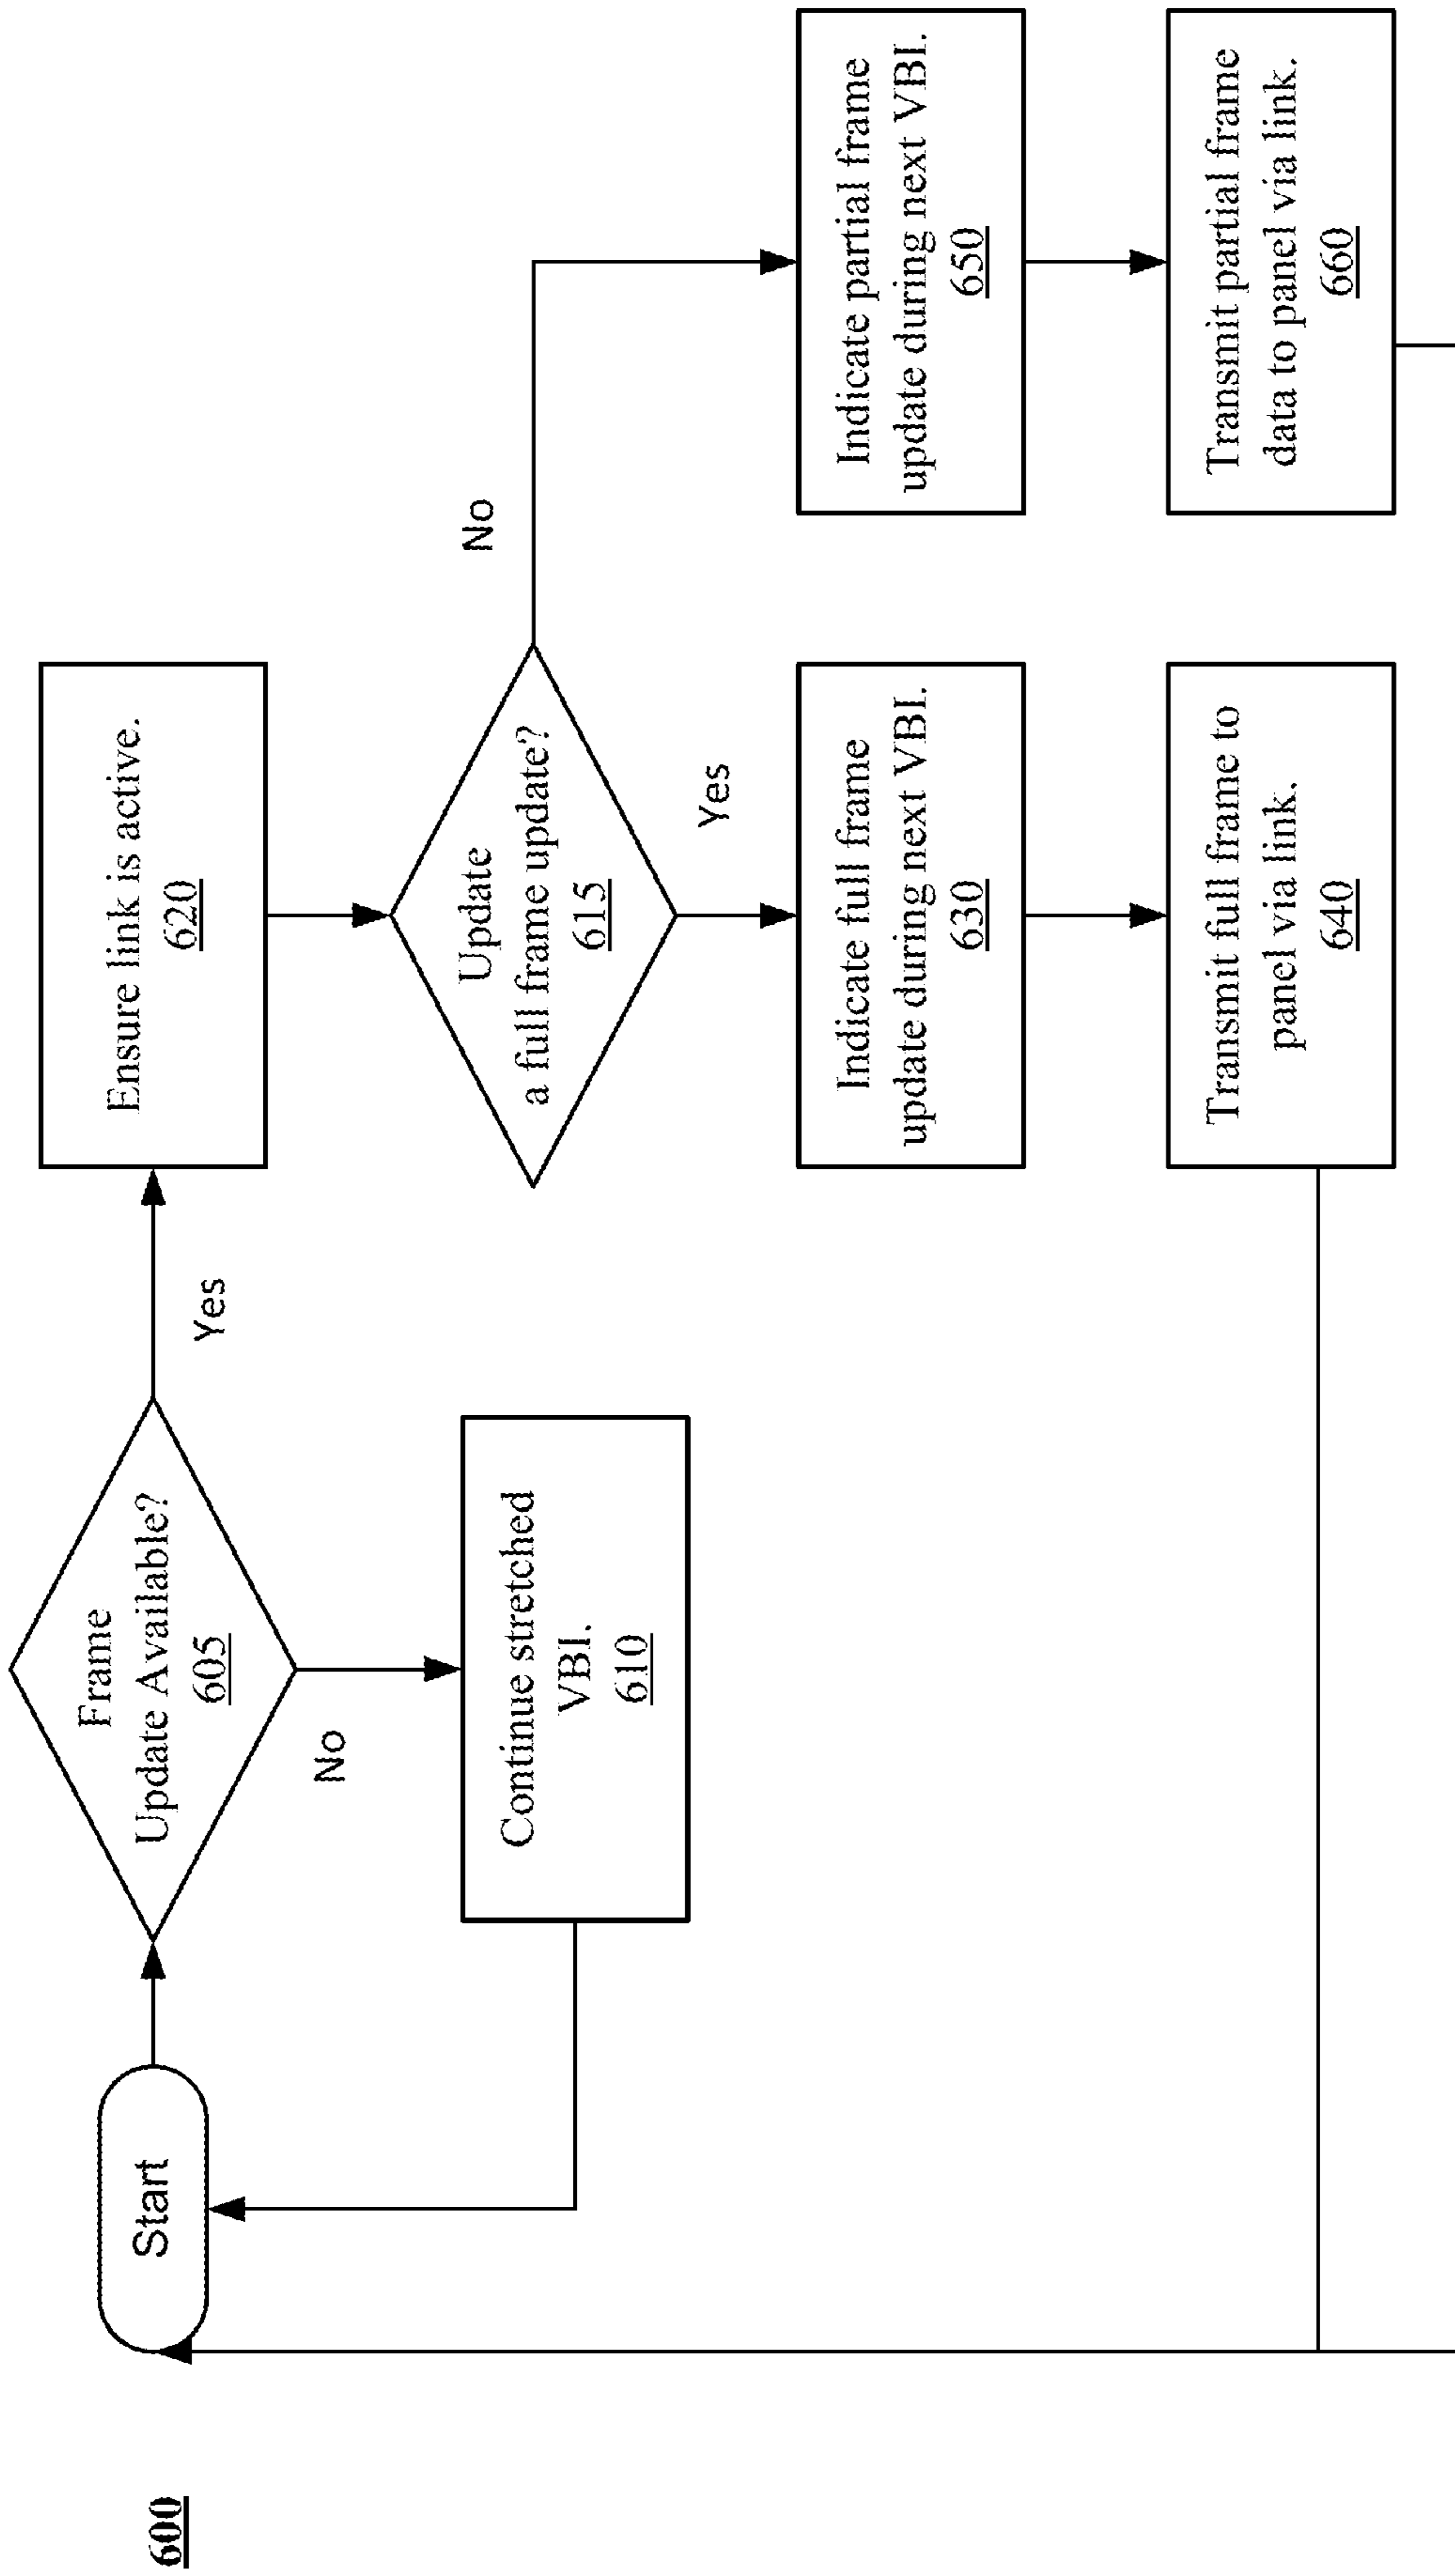 600
Start
Frame
Update Available?
605
Yes
No
Continue stretched
VBI.
610
Ensure link is active.
620
Update
a full frame update?
615
No
Yes
Indicate full frame
update during next VBI.
630
Transmit full frame to
panel via link.
640
Indicate partial frame
update during next VBI.
650
Transmit partial frame
data to panel via link.
660